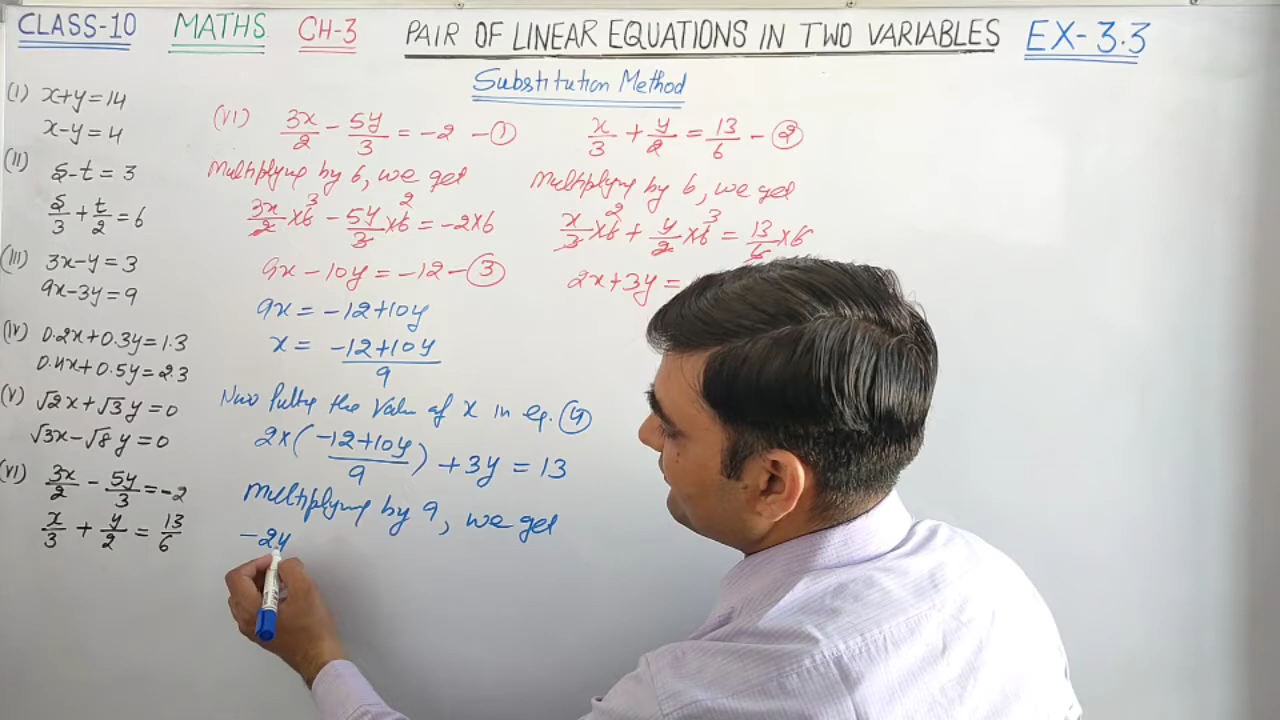 CLASS-10 MATHS CH-3 PAIR OF LINEAR EQUATIONS IN TWO VARIABLES EX-3.3
Substitution Method
(I) x+y=14
x-y=4
(II) s-t=3
s/3+t/2=6
(III) 3x-y=3
9x-3y=9
(IV) 0.2x+0.3y=1.3
0.4x+0.5y=2.3
(V) √2x+√3y=0
√3x-√8y=0
(VI) 3x/2-5y/3=-2
x/3+y/2=13/6
(VI) 3x/2-5y/3=-2-①
Multiplying by 6, we get
3x/2×6 3-5y/3×6 2=-2×6
9x-10y=-12-③
9x=-12+10y
x=-12+10y/9
the value of x in eq. ④
2×(-12+10y/9)+3y=13
Multiplying by 9, we get
-24
x/3+y/2=13/6-②
Multiplying by 6, we get
x/3×6 2+y/2×6 3=13/6×6
2x+3y=